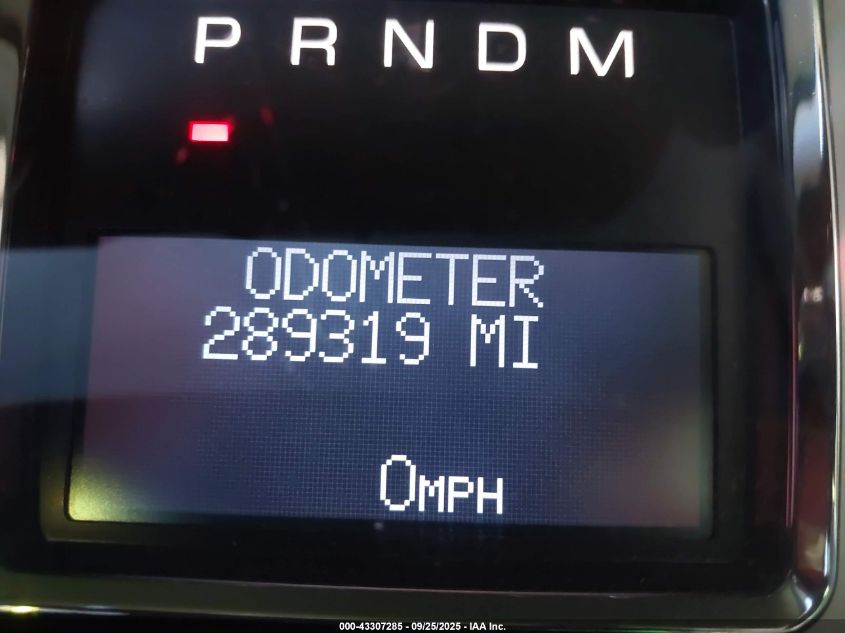 P R N D M
ODOMETER
289319 MI
0MPH
000-43307285 - 09/25/2025 - IAA Inc.